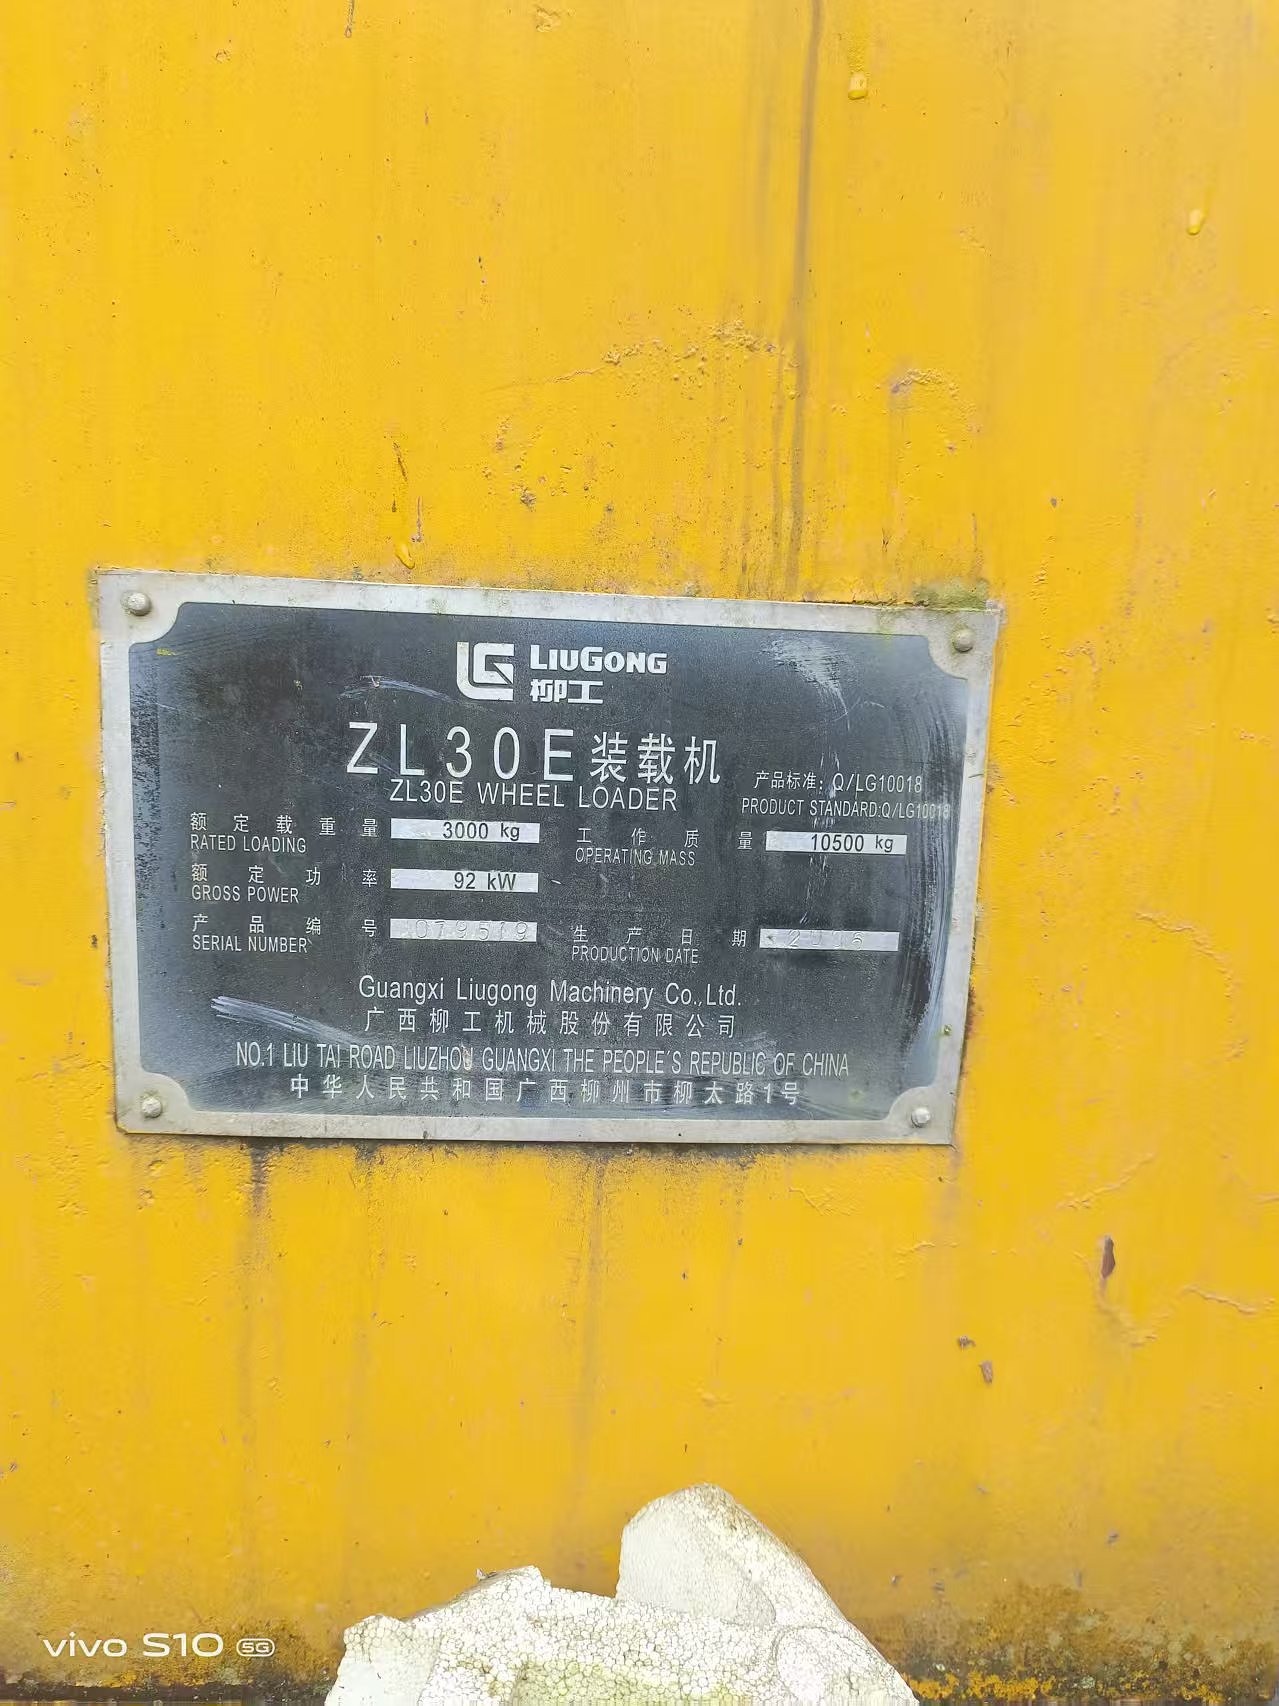 LIUGONG
柳工
ZL30E装载机
ZL30E WHEEL LOADER
产品标准：Q/LG10018
PRODUCT STANDARD:Q/LG10018
额定载重量 3000 kg 工作质量 10500 kg
RATED LOADING OPERATING MASS
额定功率 92 kW
GROSS POWER
产品编号 079519 生产日期 2006
SERIAL NUMBER PRODUCTION DATE
Guangxi Liugong Machinery Co.,Ltd.
广西柳工机械股份有限公司
NO.1 LIU TAI ROAD LIUZHOU GUANGXI THE PEOPLE'S REPUBLIC OF CHINA
中华人民共和国广西柳州市柳太路1号
vivo S10 5G